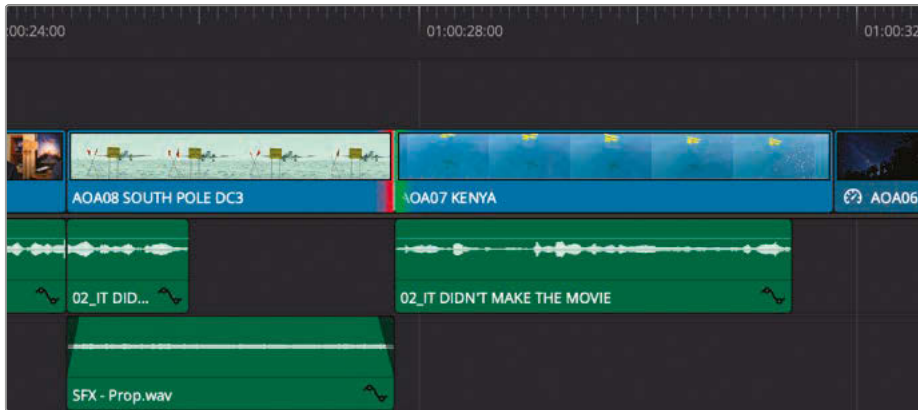 :00:24:00
01:00:28:00
01:00:32
AOA08 SOUTH POLE DC3
AOA07 KENYA
AOA06
02_IT DID...
02_IT DIDN'T MAKE THE MOVIE
SFX - Prop.wav